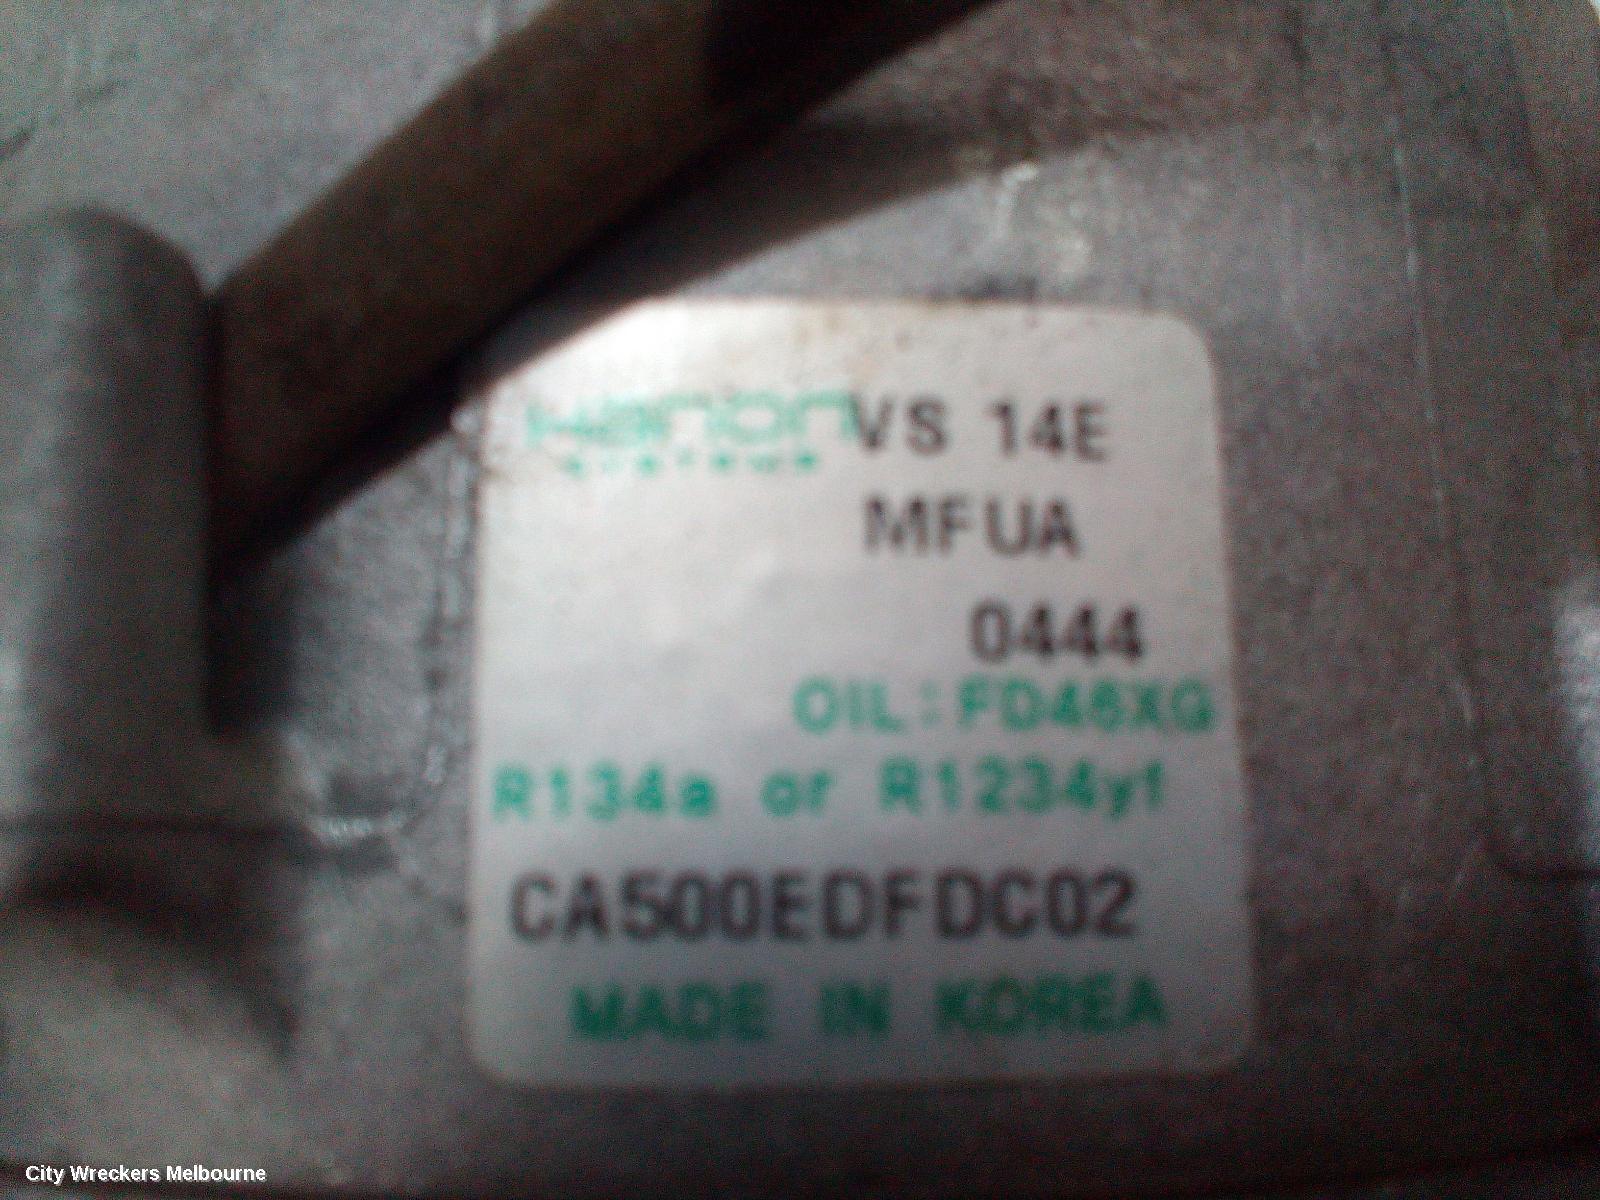 Hanon VS 14E
SYSTEMS
MFUA
0444
OIL:FD46XG
R134a or R1234yf
CA500EDFDC02
MADE IN KOREA
City Wreckers Melbourne